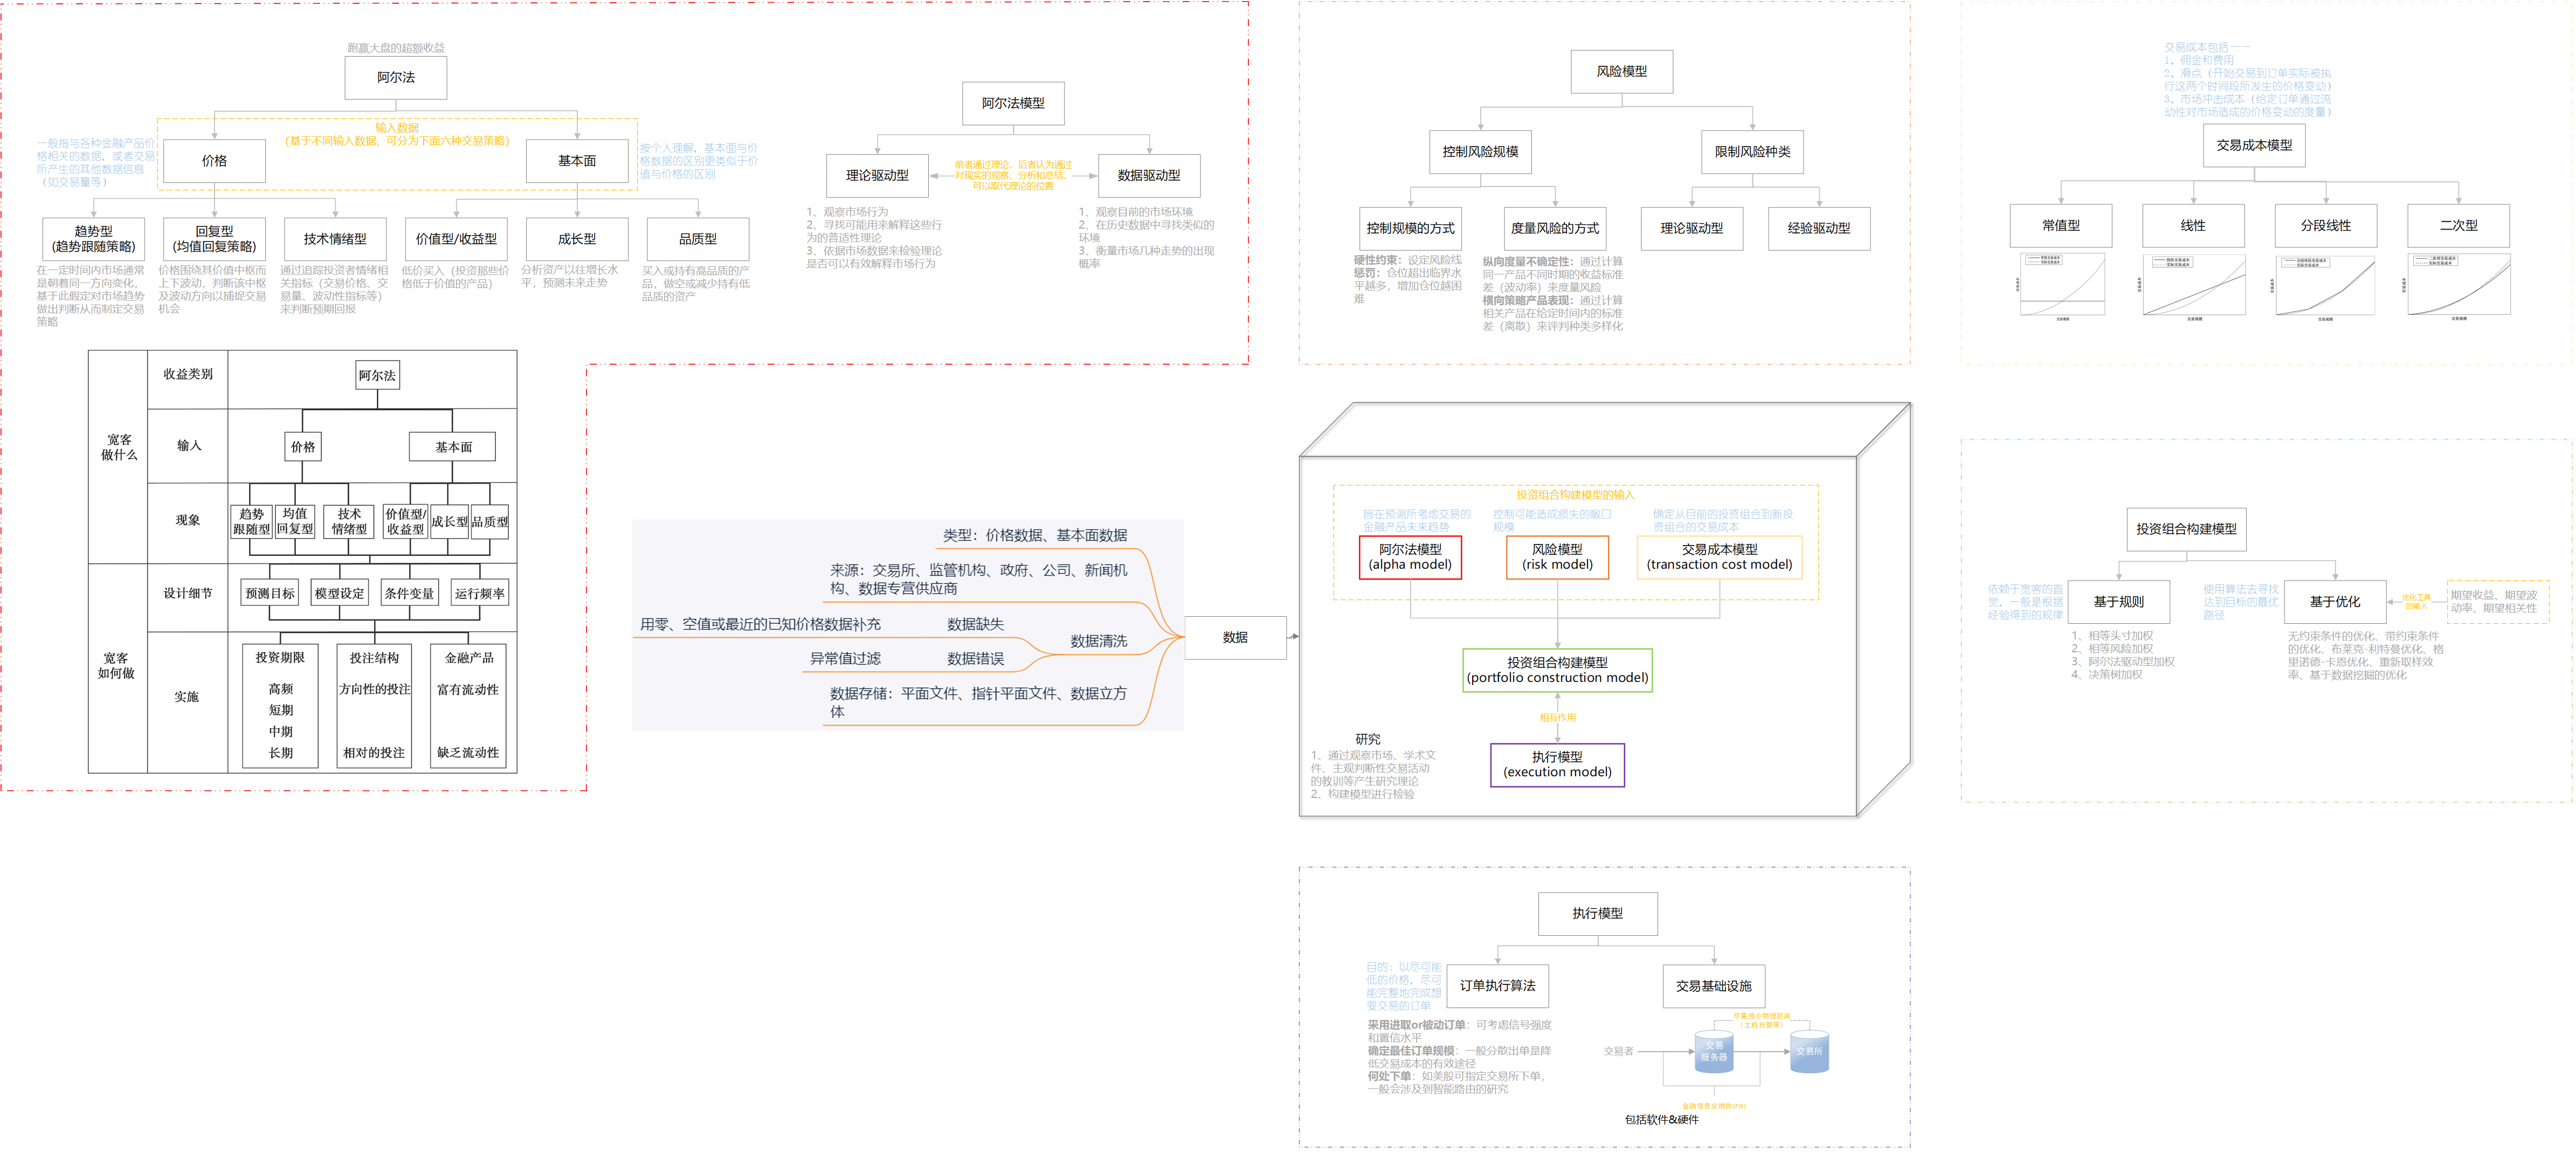 跑赢大盘的超额收益
阿尔法
输入数据
(基于不同输入数据，可分为下面六种交易策略)
一般指与各种金融产品价
格相关的数据，或者交易
所产生的其他数据信息
（如交易量等）
价格
基本面
按个人理解，基本面与价
格数据的区别更类似于价
值与价格的区别
趋势型
(趋势跟随策略)
回复型
(均值回复策略)
技术情绪型
价值型/收益型
成长型
品质型
在一定时间内市场通常
是朝着同一方向变化，
基于此假定对市场趋势
做出判断从而制定交易
策略
价格围绕其价值中枢而
上下波动，判断该中枢
及波动方向以捕捉交易
机会
通过追踪投资者情绪相
关指标（交易价格、交
易量、波动性指标等）
来判断预期回报
低价买入（投资那些价
格低于价值的产品）
分析资产以往增长水
平，预测未来走势
买入或持有高品质的产
品，做空或减少持有低
品质的资产
阿尔法模型
理论驱动型
前者通过理论，后者认为通过
对现实的观察、分析和总结，
可以取代理论的位置
数据驱动型
1、观察市场行为
2、寻找可能用来解释这些行
为的普适性理论
3、依据市场数据来检验理论
是否可以有效解释市场行为
1、观察目前的市场环境
2、在历史数据中寻找类似的
环境
3、衡量市场几种走势的出现
概率
宽客
做什么
收益类别
阿尔法
输入
价格
基本面
现象
趋势
跟随型
均值
回复型
技术
情绪型
价值型/
收益型
成长型
品质型
宽客
如何做
设计细节
预测目标
模型设定
条件变量
运行频率
实施
投资期限
高频
短期
中期
长期
投注结构
方向性的投注
相对的投注
金融产品
富有流动性
缺乏流动性
风险模型
控制风险规模
限制风险种类
控制规模的方式
度量风险的方式
理论驱动型
经验驱动型
硬性约束：设定风险线
惩罚：仓位超出临界水
平越多，增加仓位越困
难
纵向度量不确定性：通过计算
同一产品不同时期的收益标准
差（波动率）来度量风险
横向策略产品表现：通过计算
相关产品在给定时间内的标准
差（离散）来评判种类多样化
交易成本包括——
1、佣金和费用
2、滑点（开始交易到订单实际被执
行这两个时间段所发生的价格变动）
3、市场冲击成本（给定订单通过流
动性对市场造成的价格变动的度量）
交易成本模型
常值型
线性
分段线性
二次型
交易成本
交易规模
交易成本
交易规模
交易成本
交易规模
交易成本
交易规模
类型：价格数据、基本面数据
来源：交易所、监管机构、政府、公司、新闻机
构、数据专营供应商
用零、空值或最近的已知价格数据补充
数据缺失
异常值过滤
数据错误
数据清洗
数据存储：平面文件、指针平面文件、数据立方
体
数据
投资组合构建模型的输入
旨在预测所考虑交易的
金融产品未来趋势
控制可能造成损失的敞口
规模
确定从目前的投资组合到新投
资组合的交易成本
阿尔法模型
(alpha model)
风险模型
(risk model)
交易成本模型
(transaction cost model)
投资组合构建模型
(portfolio construction model)
相互作用
执行模型
(execution model)
研究
1、通过观察市场、学术文
件、主观判断性交易活动
的教训等产生研究理论
2、构建模型进行检验
投资组合构建模型
依赖于宽客的直
觉，一般是根据
经验得到的规律
基于规则
使用算法去寻找
达到目标的最优
路径
基于优化
优化工具
的输入
期望收益、期望波
动率、期望相关性
1、相等头寸加权
2、相等风险加权
3、阿尔法驱动型加权
4、决策树加权
无约束条件的优化、带约束条件
的优化、布莱克-利特曼优化、格
里诺德-卡恩优化、重新取样效
率、基于数据挖掘的优化
执行模型
目的：以尽可能
低的价格，尽可
能完整地完成想
要交易的订单
订单执行算法
交易基础设施
采用进取or被动订单：可考虑信号强度
和置信水平
确定最佳订单规模：一般分散出单是降
低交易成本的有效途径
何处下单：如美股可指定交易所下单，
一般会涉及到智能路由的研究
尽量缩小物理距离
（主机托管等）
交易者
交易
服务器
交易所
金融信息交换桥(FIX)
包括软件&硬件